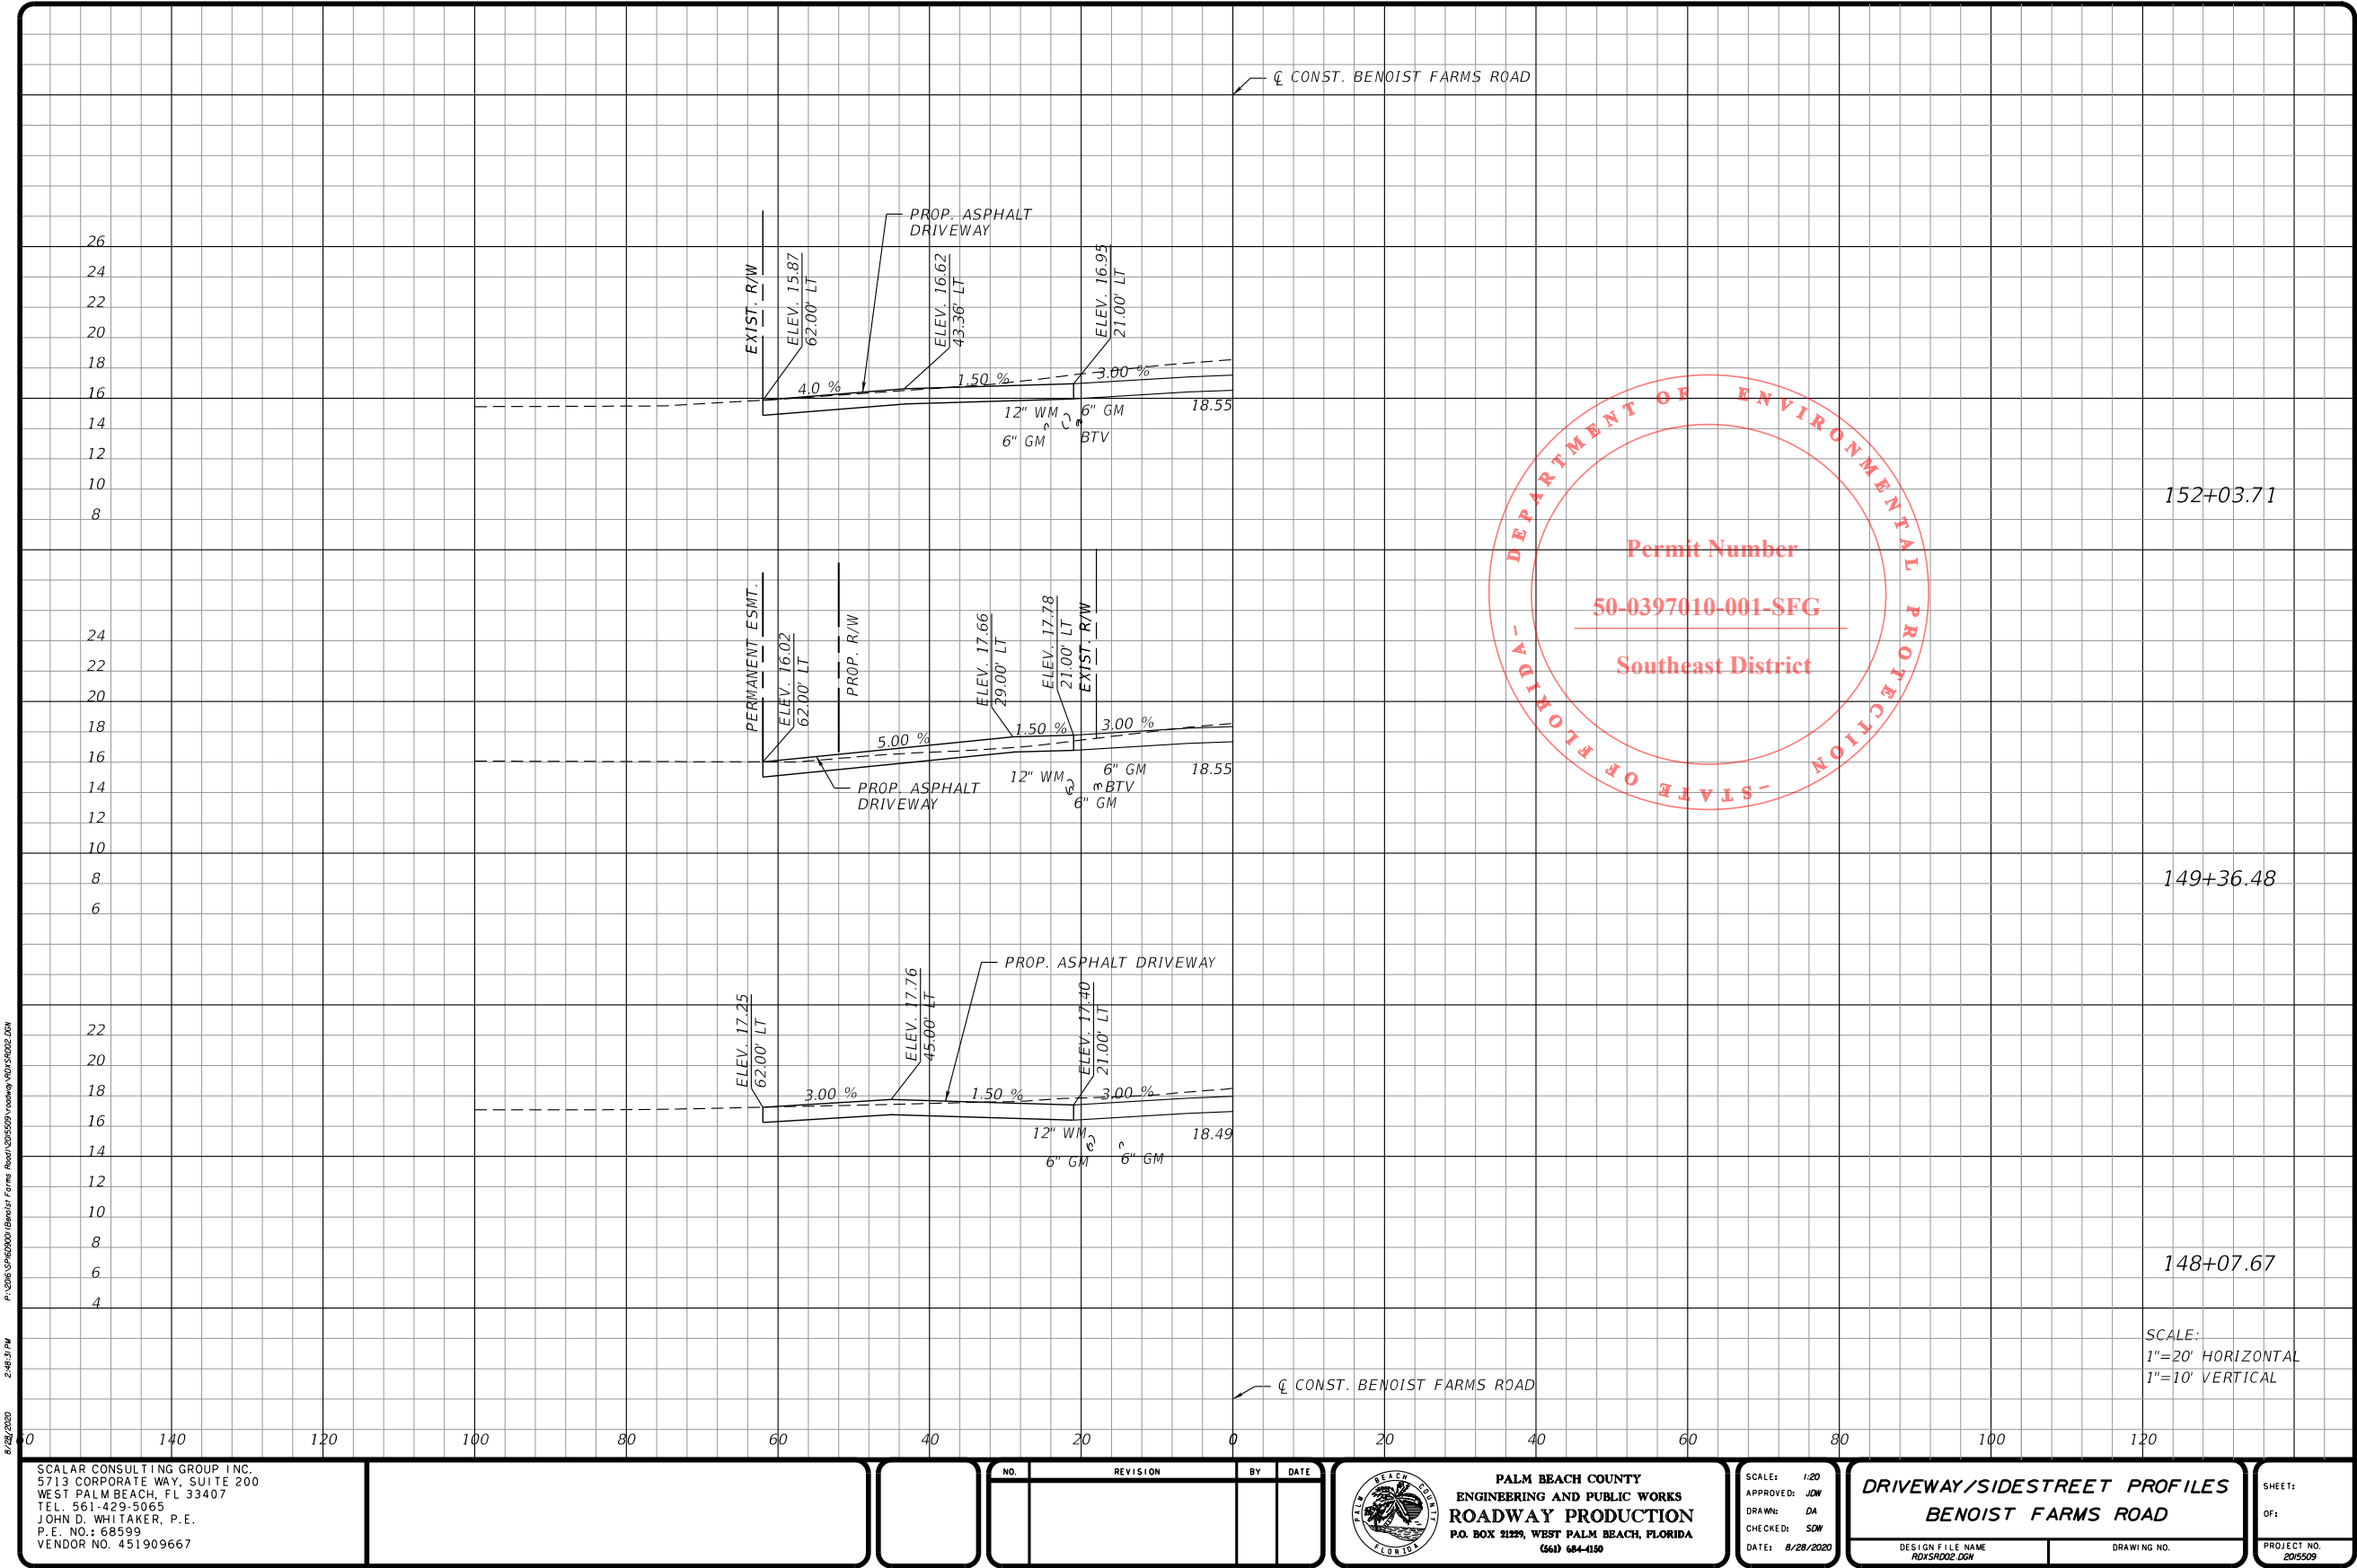 ℄ CONST. BENOIST FARMS ROAD
PROP. ASPHALT
DRIVEWAY
EXIST. R/W
ELEV. 15.87
62.00' LT
ELEV. 16.62
43.36' LT
ELEV. 16.95
21.00' LT
26
24
22
20
18
16
14
12
10
8
4.0 %
1.50 %
3.00 %
12" WM
6" GM
6" GM
BTV
18.55
152+03.71
DEPARTMENT OF ENVIRONMENTAL PROTECTION
-STATE OF FLORIDA-
Permit Number
50-0397010-001-SFG
Southeast District
PERMANENT ESMT.
ELEV. 16.02
62.00' LT
PROP. R/W
ELEV. 17.66
29.00' LT
ELEV. 17.78
21.00' LT
EXIST. R/W
24
22
20
18
16
14
12
10
8
6
5.00 %
1.50 %
3.00 %
PROP. ASPHALT
DRIVEWAY
12" WM
6" GM
BTV
6" GM
18.55
149+36.48
PROP. ASPHALT DRIVEWAY
ELEV. 17.25
62.00' LT
ELEV. 17.76
45.00' LT
ELEV. 17.40
21.00' LT
22
20
18
16
14
12
10
8
6
4
3.00 %
1.50 %
3.00 %
12" WM
6" GM
6" GM
18.49
148+07.67
SCALE:
1"=20' HORIZONTAL
1"=10' VERTICAL
℄ CONST. BENOIST FARMS ROAD
140 120 100 80 60 40 20 0 20 40 60 80 100 120
8/28/2020 2:48:31 PM
SCALAR CONSULTING GROUP INC.
5713 CORPORATE WAY, SUITE 200
WEST PALM BEACH, FL 33407
TEL. 561-429-5065
JOHN D. WHITAKER, P.E.
P.E. NO.: 68599
VENDOR NO. 451909667
NO. REVISION BY DATE
PALM BEACH COUNTY
FLORIDA
PALM BEACH COUNTY
ENGINEERING AND PUBLIC WORKS
ROADWAY PRODUCTION
P.O. BOX 21229, WEST PALM BEACH, FLORIDA
(561) 684-4150
SCALE: 1:20
APPROVED: JDW
DRAWN: DA
CHECKED: SDW
DATE: 8/28/2020
DRIVEWAY/SIDESTREET PROFILES
BENOIST FARMS ROAD
DESIGN FILE NAME
RDXSRD02.DGN
DRAWING NO.
SHEET:
OF:
PROJECT NO.
2015509